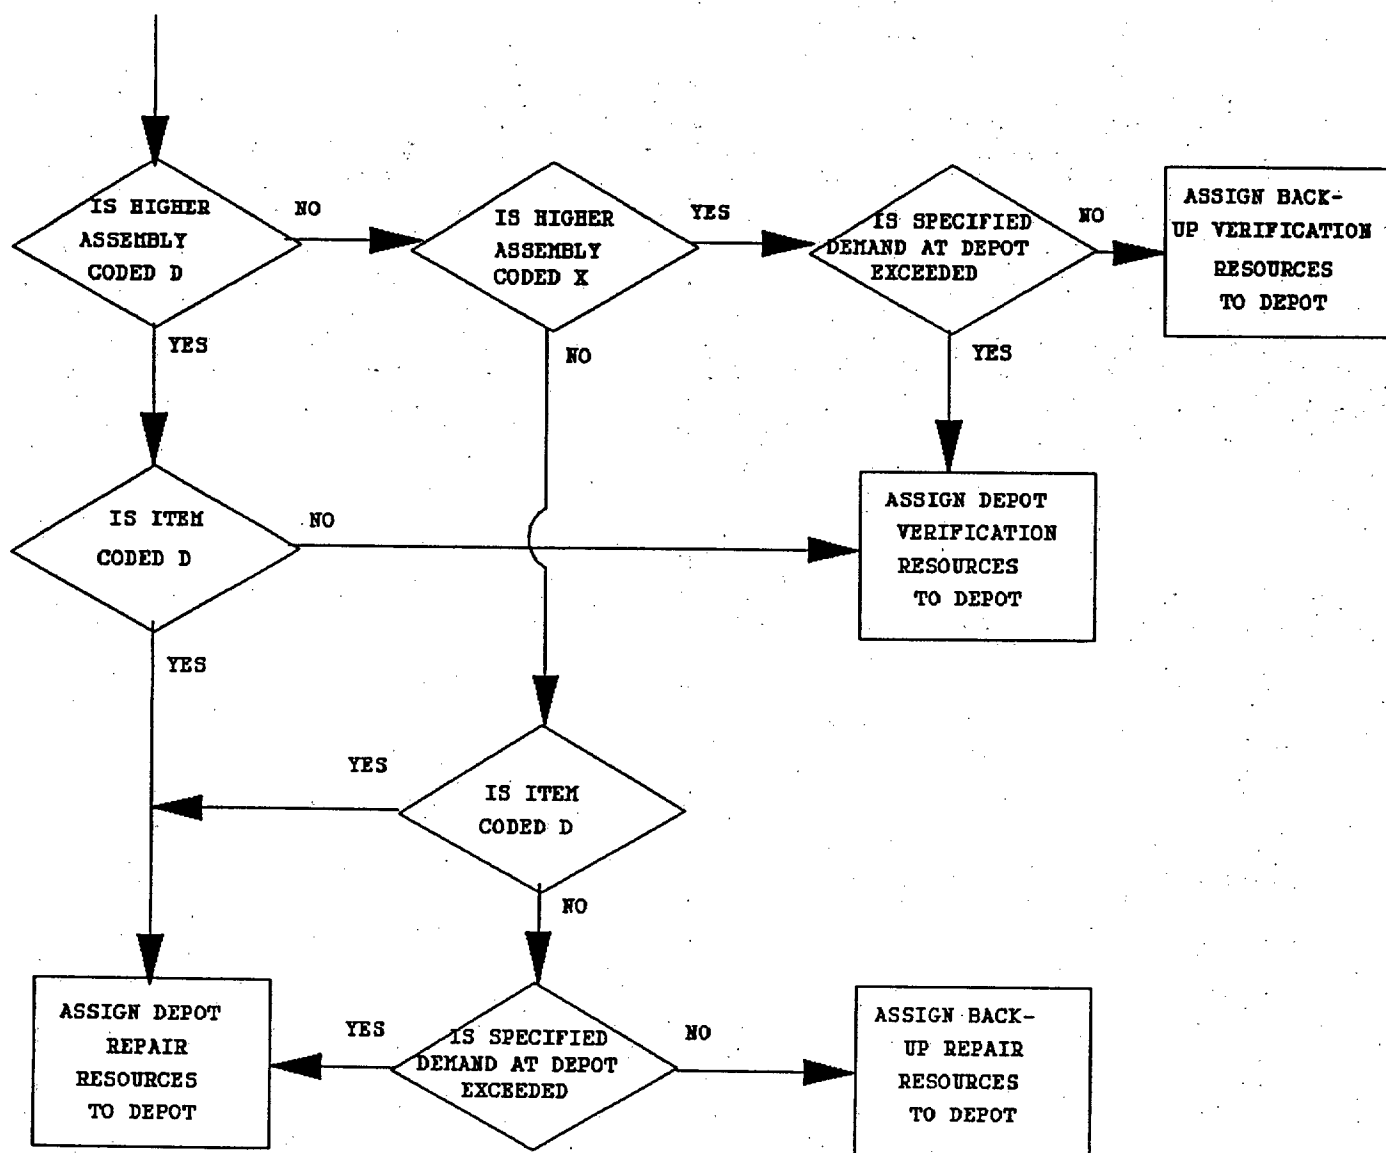 IS HIGHER
ASSEMBLY
CODED D
NO
YES
IS HIGHER
ASSEMBLY
CODED X
YES
NO
IS SPECIFIED
DEMAND AT DEPOT
EXCEEDED
NO
YES
ASSIGN BACK-
UP VERIFICATION
RESOURCES
TO DEPOT
IS ITEM
CODED D
NO
YES
ASSIGN DEPOT
VERIFICATION
RESOURCES
TO DEPOT
YES
IS ITEM
CODED D
NO
ASSIGN DEPOT
REPAIR
RESOURCES
TO DEPOT
YES
IS SPECIFIED
DEMAND AT DEPOT
EXCEEDED
NO
ASSIGN BACK-
UP REPAIR
RESOURCES
TO DEPOT